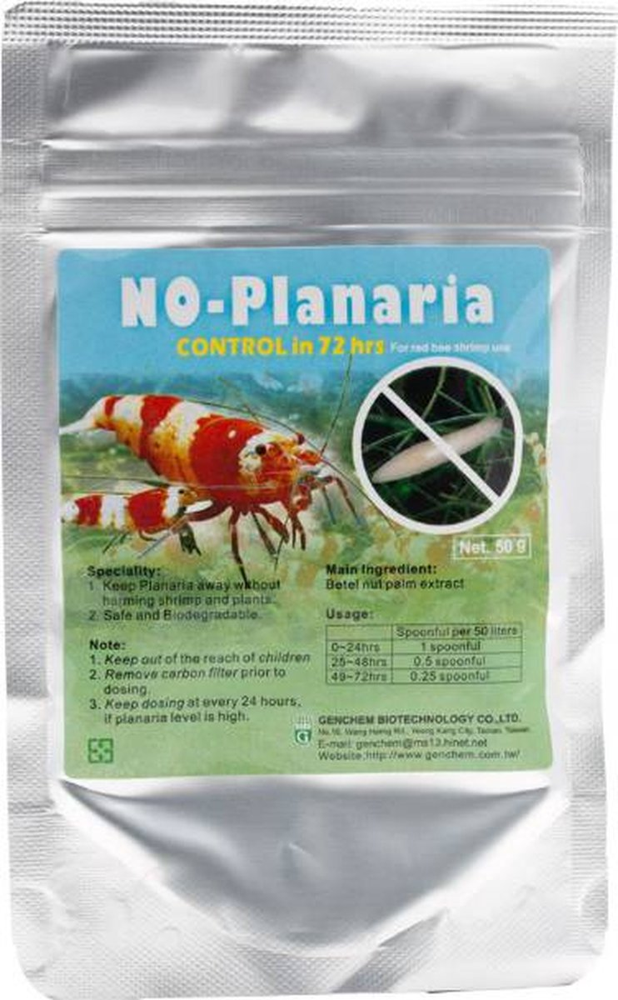 NO-Planaria
CONTROL in 72 hrs For red bee shrimp use
Net. 50 g
Speciality:
1. Keep Planaria away without
harming shrimp and plants.
2. Safe and Biodegradable.
Note:
1. Keep out of the reach of children
2. Remove carbon filter prior to
dosing.
3. Keep dosing at every 24 hours,
if planaria level is high.
Main Ingredient:
Betel nut palm extract
Usage:
Spoonful per 50 liters
0~24hrs 1 spoonful
25~48hrs 0.5 spoonful
49~72hrs 0.25 spoonful
G
GENCHEM BIOTECHNOLOGY CO.,LTD.
Rd., Yoong Kang City, Tainan, Taiwan
E-mail: genchem@ms13.hinet.net
Website:http://www.genchem.com.tw/